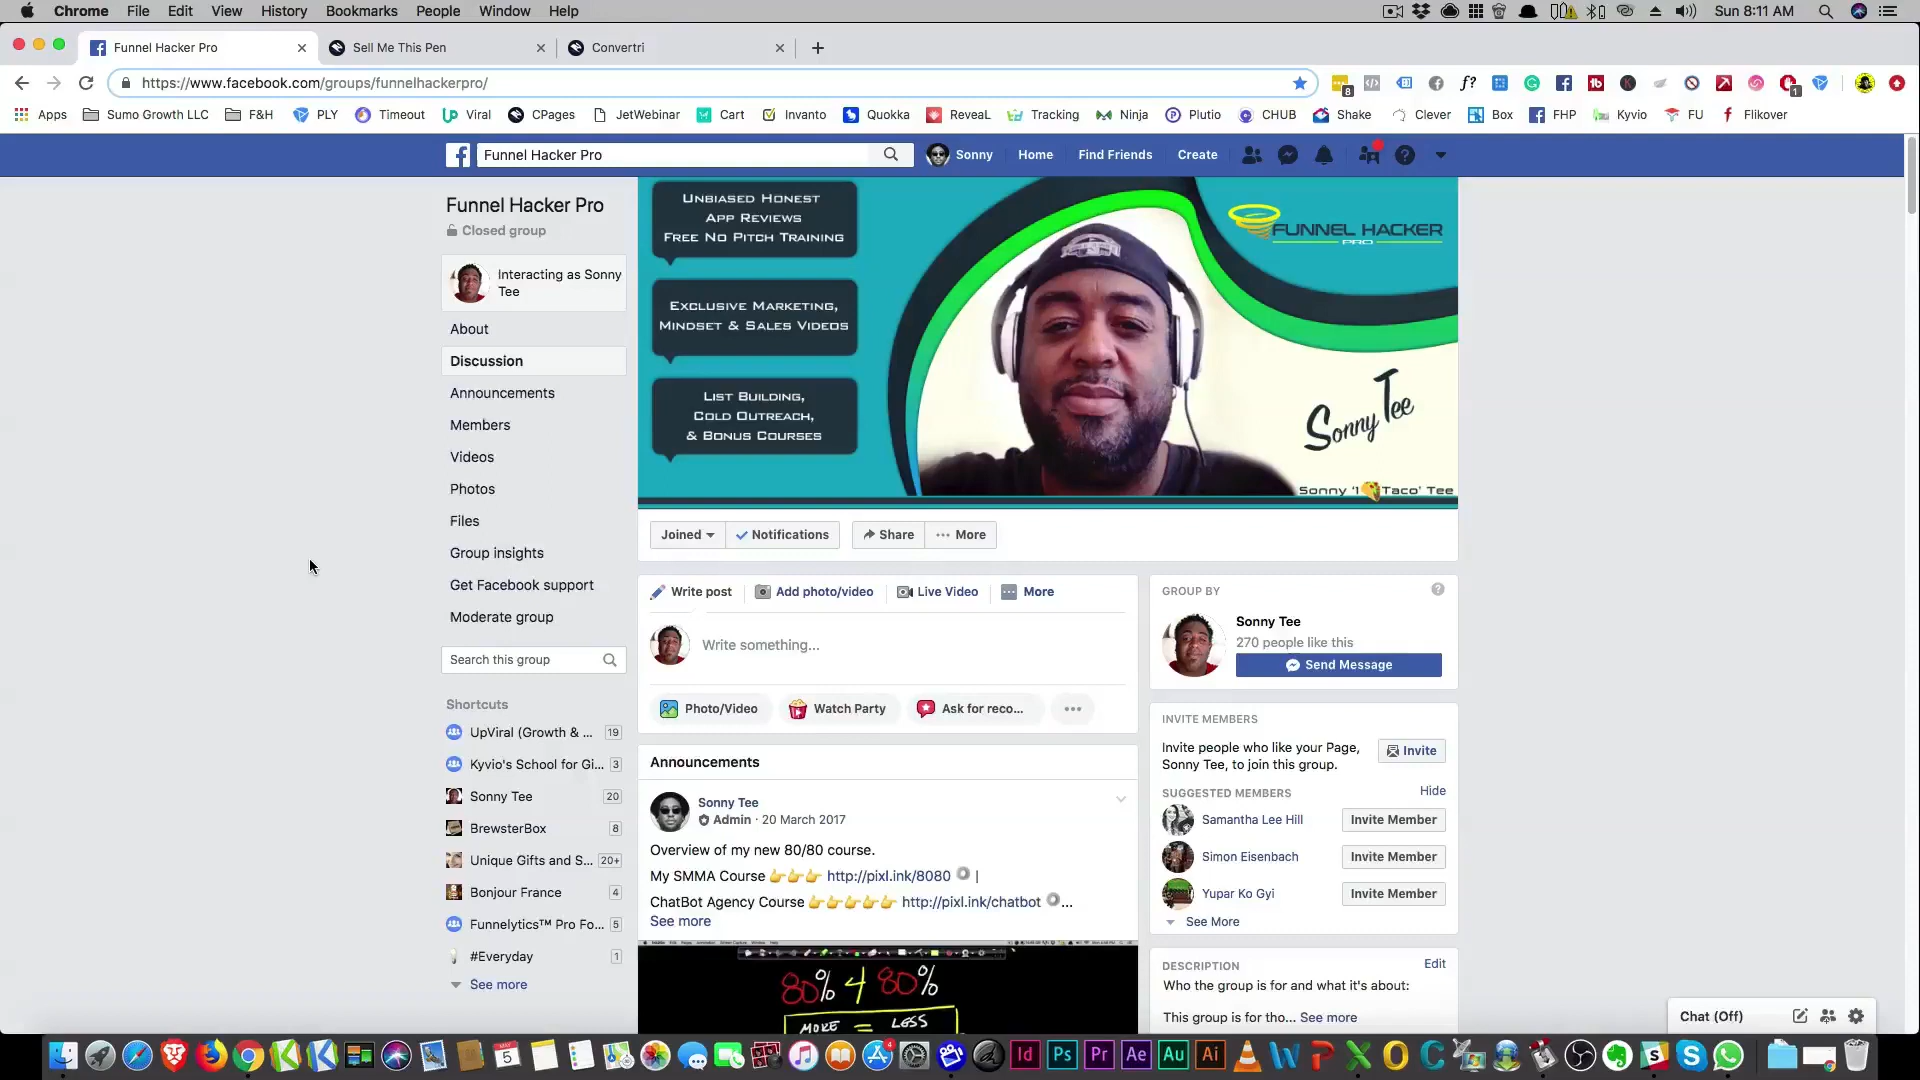 Chrome File Edit View History Bookmarks People Window Help
Sun 8:11 AM
Funnel Hacker Pro
Sell Me This Pen
Convertri
https://www.facebook.com/groups/funnelhackerpro/
Apps Sumo Growth LLC F&H PLY Timeout Viral CPages JetWebinar Cart Invanto Quokka ReveaL Tracking Ninja Plutio CHUB Shake Clever Box FHP Kyvio FU Flikover
Funnel Hacker Pro
Sonny Home Find Friends Create
Funnel Hacker Pro
Closed group
Interacting as Sonny
Tee
About
Discussion
Announcements
Members
Videos
Photos
Files
Group insights
Get Facebook support
Moderate group
Search this group
Shortcuts
UpViral (Growth & ... 19
Kyvio's School for Gi... 3
Sonny Tee 20
BrewsterBox 8
Unique Gifts and S... 20+
Bonjour France 4
Funnelytics™ Pro Fo... 5
#Everyday 1
See more
Unbiased Honest
App Reviews
Free No Pitch Training
Exclusive Marketing,
Mindset & Sales Videos
List Building,
Cold Outreach,
& Bonus Courses
FUNNEL HACKER
PRO
Sonny Tee
Sonny '1 🌮 Taco' Tee
Joined Notifications Share More
Write post Add photo/video Live Video More
Write something...
Photo/Video Watch Party Ask for reco...
Announcements
Sonny Tee
Admin · 20 March 2017
Overview of my new 80/80 course.
My SMMA Course 👉👉👉 http://pixl.ink/8080 |
ChatBot Agency Course 👉👉👉👉👉 http://pixl.ink/chatbot ...
See more
80% 4 80%
MORE = LESS
GROUP BY
Sonny Tee
270 people like this
Send Message
INVITE MEMBERS
Invite people who like your Page,
Sonny Tee, to join this group.
Invite
SUGGESTED MEMBERS Hide
Samantha Lee Hill Invite Member
Simon Eisenbach Invite Member
Yupar Ko Gyi Invite Member
See More
DESCRIPTION Edit
Who the group is for and what it's about:
This group is for tho... See more
Chat (Off)